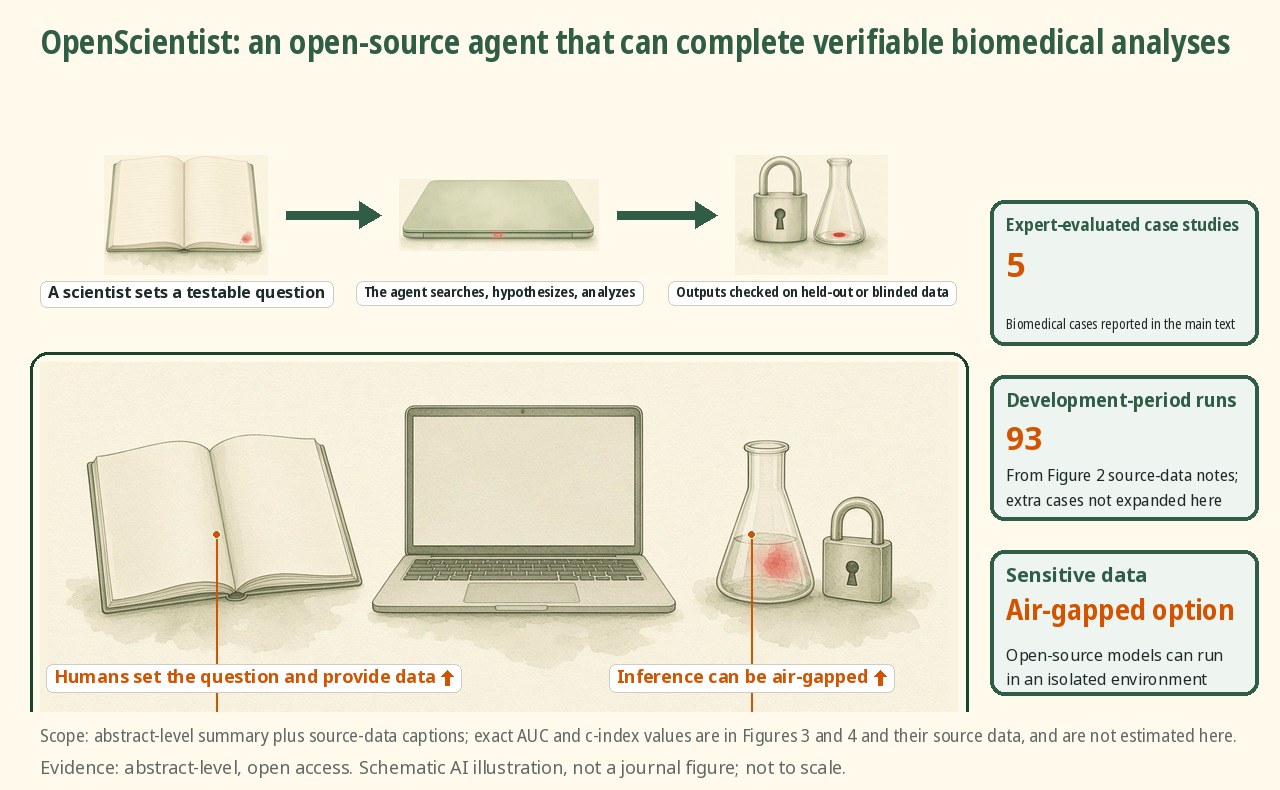 OpenScientist: an open-source agent that can complete verifiable biomedical analyses
A scientist sets a testable question
The agent searches, hypothesizes, analyzes
Outputs checked on held-out or blinded data
Expert-evaluated case studies
5
Biomedical cases reported in the main text
Development-period runs
93
From Figure 2 source-data notes;
extra cases not expanded here
Sensitive data
Air-gapped option
Open-source models can run
in an isolated environment
Humans set the question and provide data ⬆
Inference can be air-gapped ⬆
Scope: abstract-level summary plus source-data captions; exact AUC and c-index values are in Figures 3 and 4 and their source data, and are not estimated here.
Evidence: abstract-level, open access. Schematic AI illustration, not a journal figure; not to scale.